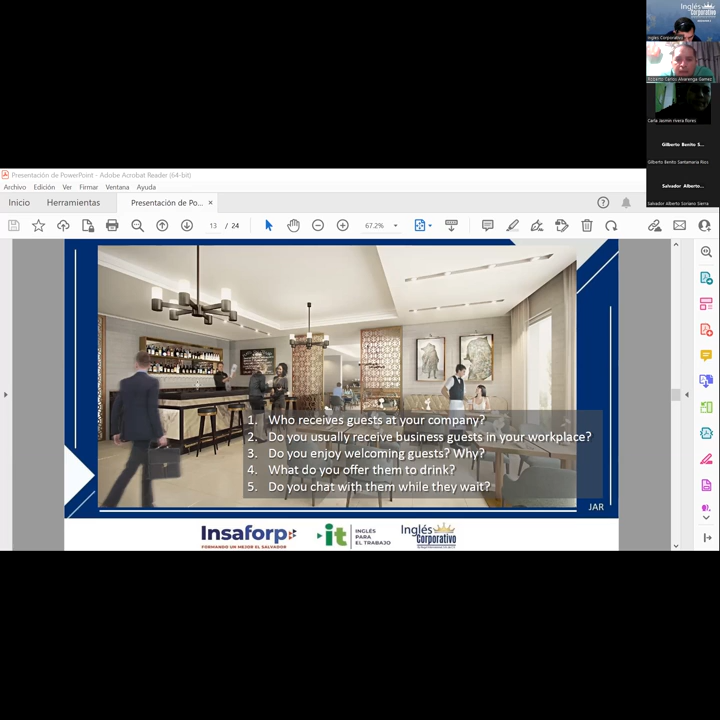 Inglés
Corporativo
Ingles Corporativo
Roberto Carlos Alvarenga Gamez
Carla Jasmin rivera flores
Gilberto Benito S...
Gilberto Benito Santamaria Rios
Salvador Alberto...
Salvador Alberto Soriano Sierra
Presentación de PowerPoint - Adobe Acrobat Reader (64-bit)
Archivo Edición Ver Firmar Ventana Ayuda
Inicio Herramientas Presentación de Po... ×
13 / 24 67.2%
1. Who receives guests at your company?
2. Do you usually receive business guests in your workplace?
3. Do you enjoy welcoming guests? Why?
4. What do you offer them to drink?
5. Do you chat with them while they wait?
JAR
Insaforp
FORMANDO UN MEJOR EL SALVADOR
it INGLÉS
PARA
EL TRABAJO
Inglés
Corporativo